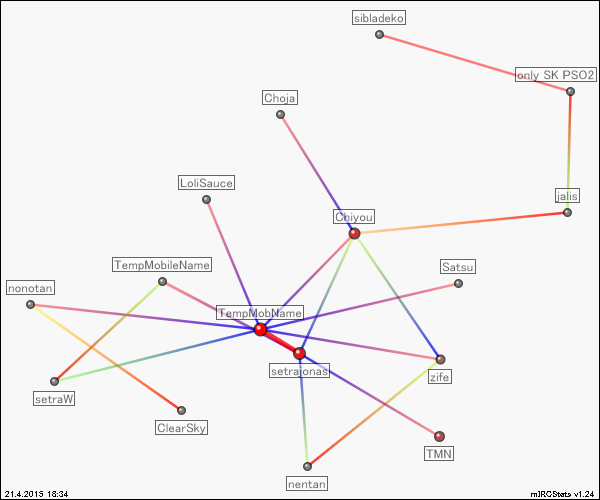 sibladeko
only SK PSO2
Choja
LoliSauce
jalis
Chiyou
TempMobileName
Satsu
nonotan
TempMobName
setrajonas
zife
setraW
ClearSky
TMN
nentan
21.4.2015 18:34
mIRCStats v1.24